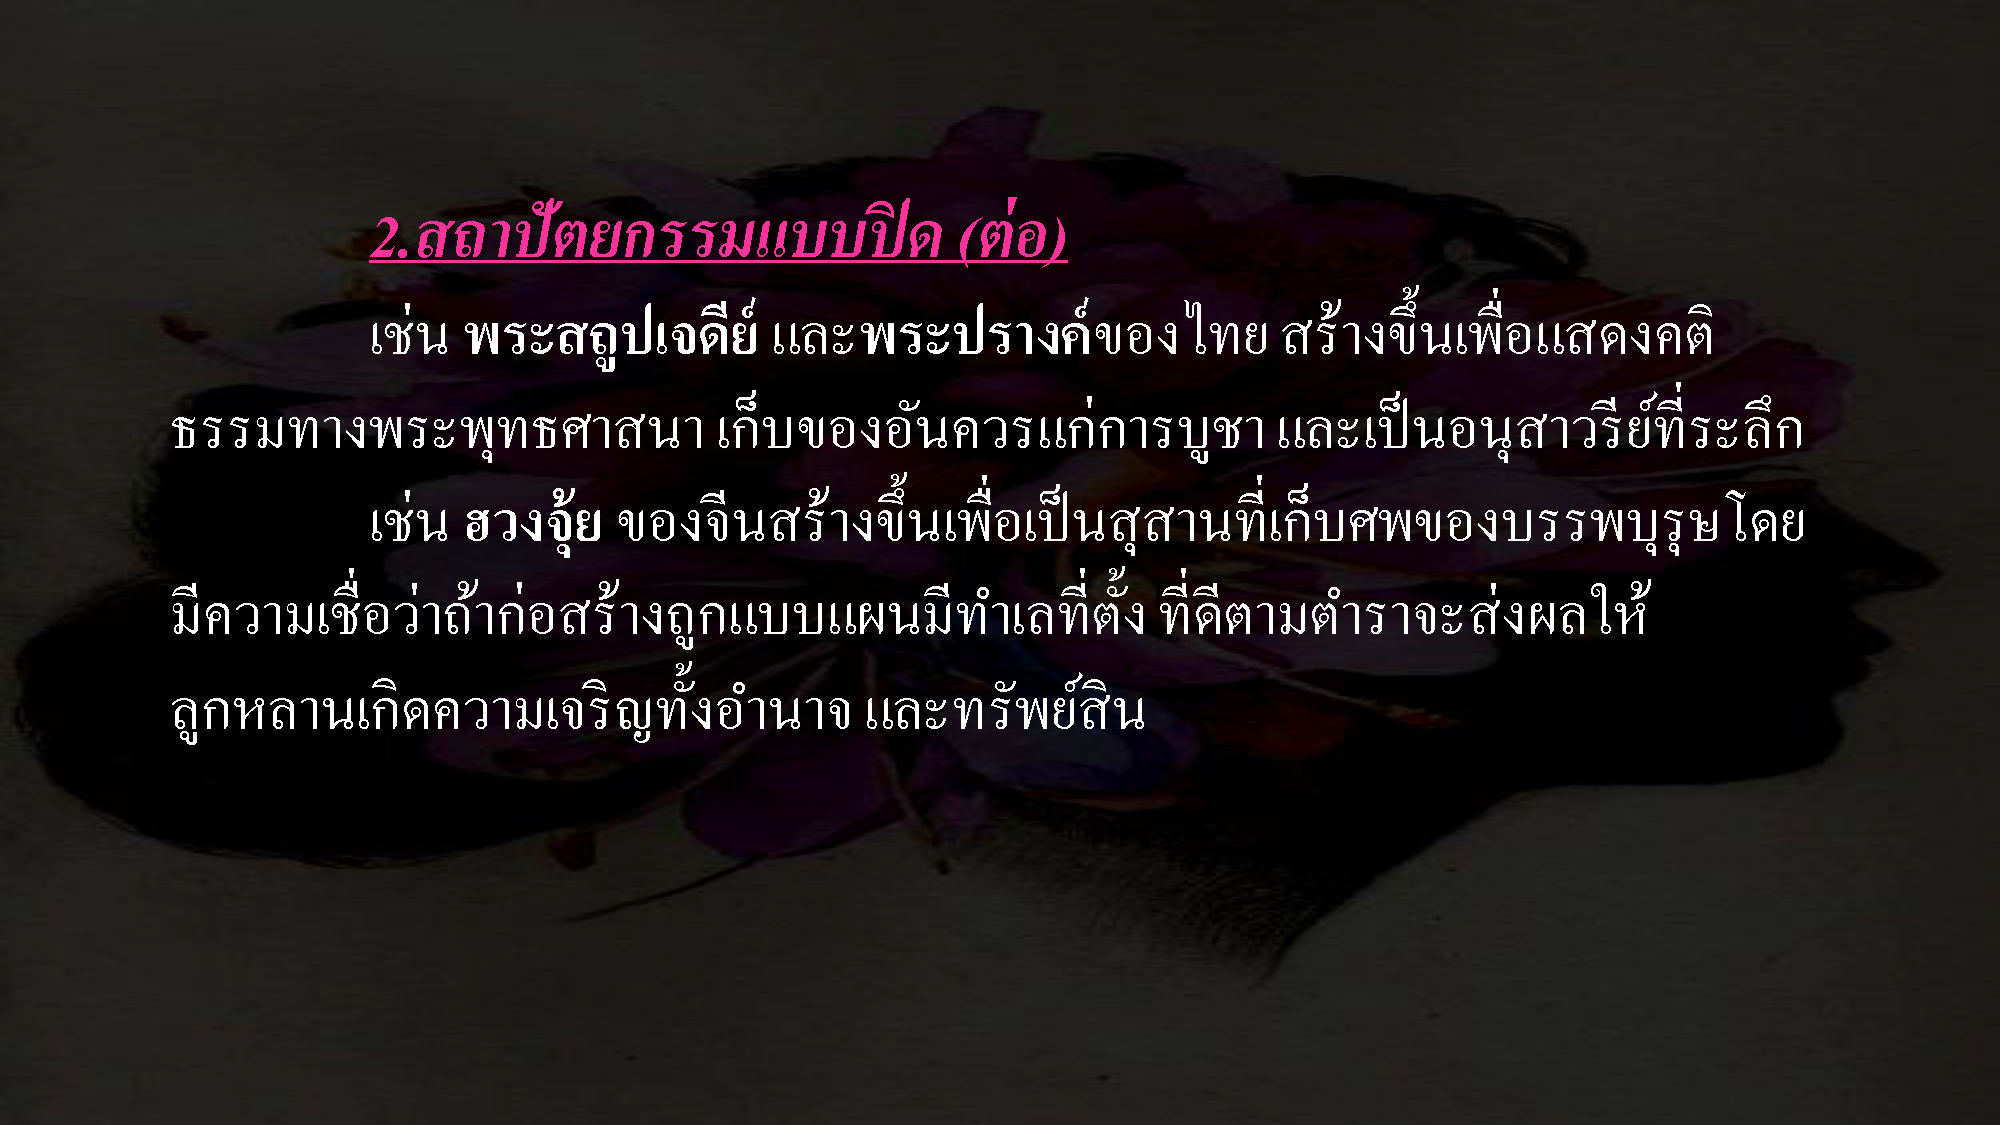 2.สถาปัตยกรรมแบบปิด (ต่อ)
เช่น พระสถูปเจดีย์ และพระปรางค์ของไทย สร้างขึ้นเพื่อแสดงคติ
ธรรมทางพระพุทธศาสนา เก็บของอันควรแก่การบูชา และเป็นอนุสาวรีย์ที่ระลึก
เช่น ฮวงจุ้ย ของจีนสร้างขึ้นเพื่อเป็นสุสานที่เก็บศพของบรรพบุรุษโดย
มีความเชื่อว่าถ้าก่อสร้างถูกแบบแผนมีทำเลที่ตั้ง ที่ดีตามตำราจะส่งผลให้
ลูกหลานเกิดความเจริญทั้งอำนาจ และทรัพย์สิน